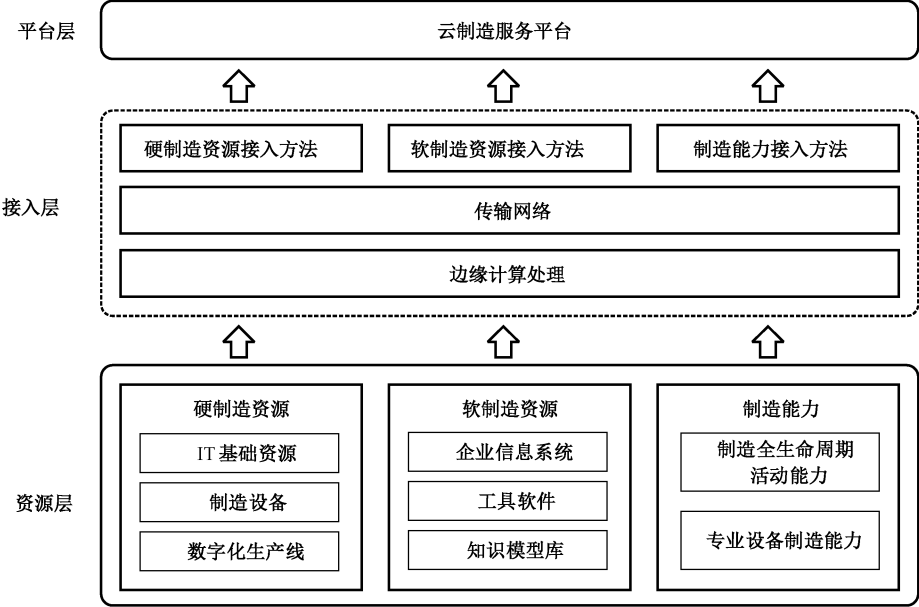 平台层
云制造服务平台
接入层
硬制造资源接入方法
软制造资源接入方法
制造能力接入方法
传输网络
边缘计算处理
资源层
硬制造资源
IT基础资源
制造设备
数字化生产线
软制造资源
企业信息系统
工具软件
知识模型库
制造能力
制造全生命周期
活动能力
专业设备制造能力